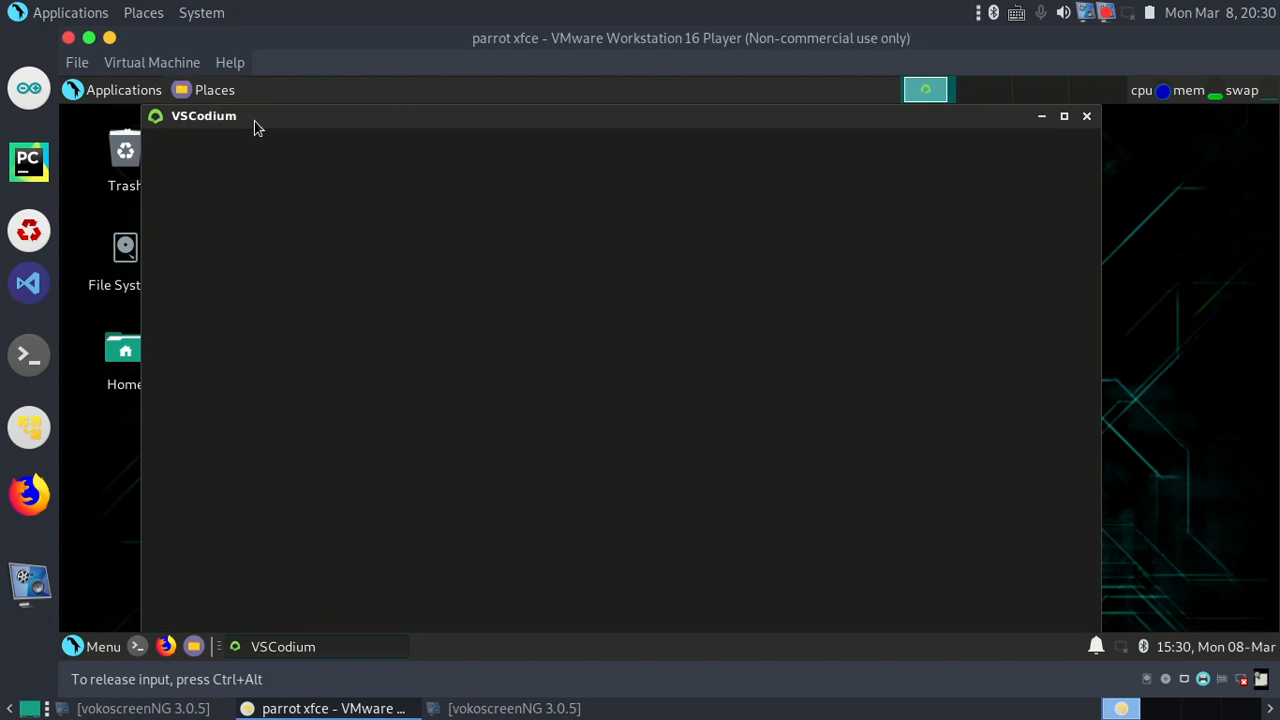 Applications Places System Mon Mar 8, 20:30
parrot xfce - VMware Workstation 16 Player (Non-commercial use only)
File Virtual Machine Help
Applications Places cpu mem swap
VSCodium
PC
Trash
File Syst
Home
Menu VSCodium 15:30, Mon 08-Mar
To release input, press Ctrl+Alt
[vokoscreenNG 3.0.5] parrot xfce - VMware ... [vokoscreenNG 3.0.5]